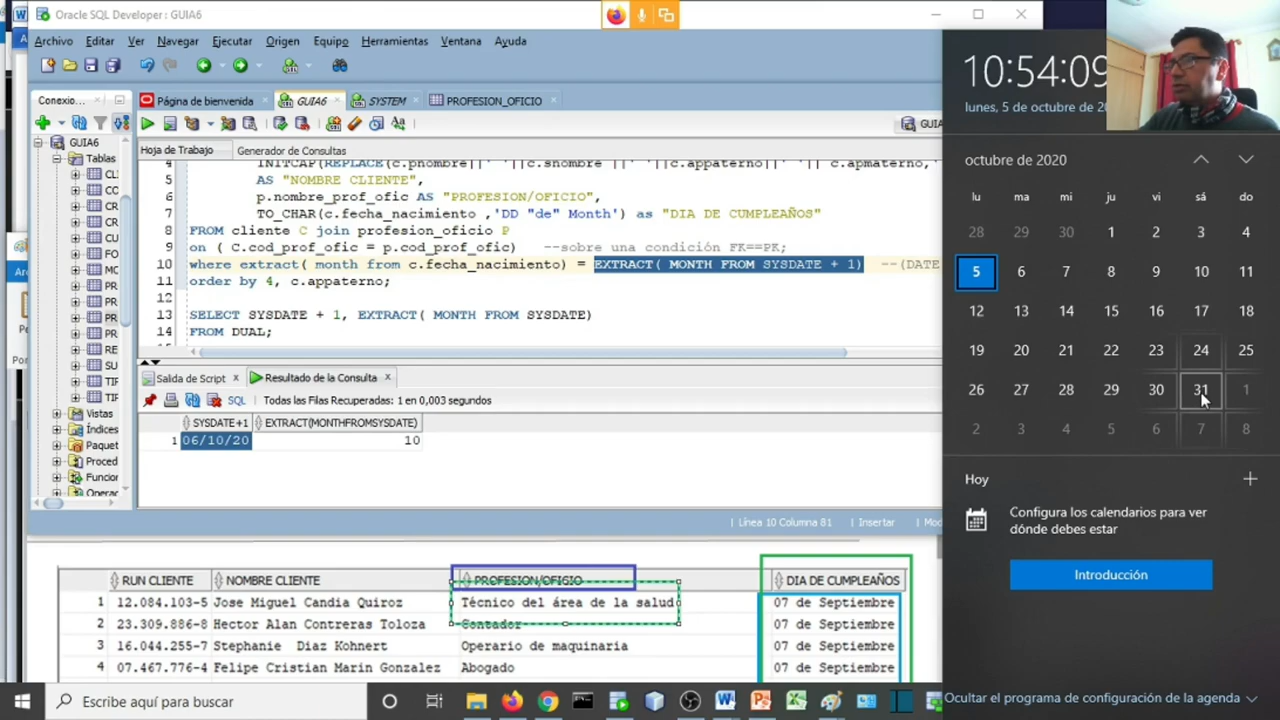 Oracle SQL Developer : GUIA6
Archivo Editar Ver Navegar Ejecutar Origen Equipo Herramientas Ventana Ayuda
Conexio...
Página de bienvenida
GUIA6
SYSTEM
PROFESION_OFICIO
GUIA6
Tablas
Vistas
Índices
Paquet
Proced
Funcior
Operac
Hoja de Trabajo Generador de Consultas
4 INITCAP(REPLACE(c.pnombre||' '||c.snombre ||' '||c.appaterno||' '|| c.apmaterno,'
5 AS "NOMBRE CLIENTE",
6 p.nombre_prof_ofic AS "PROFESION/OFICIO",
7 TO_CHAR(c.fecha_nacimiento ,'DD "de" Month') as "DIA DE CUMPLEAÑOS"
8 FROM cliente C join profesion_oficio P
9 on ( C.cod_prof_ofic = p.cod_prof_ofic) --sobre una condición FK==PK;
10 where extract( month from c.fecha_nacimiento) = EXTRACT( MONTH FROM SYSDATE + 1) --(DATE
11 order by 4, c.appaterno;
12
13 SELECT SYSDATE + 1, EXTRACT( MONTH FROM SYSDATE)
14 FROM DUAL;
Salida de Script Resultado de la Consulta
SQL Todas las Filas Recuperadas: 1 en 0,003 segundos
SYSDATE+1 EXTRACT(MONTHFROMSYSDATE)
1 06/10/20 10
Línea 10 Columna 81 Insertar
RUN CLIENTE NOMBRE CLIENTE PROFESION/OFICIO DIA DE CUMPLEAÑOS
1 12.084.103-5 Jose Miguel Candia Quiroz Técnico del área de la salud 07 de Septiembre
2 23.309.886-8 Hector Alan Contreras Toloza Contador 07 de Septiembre
3 16.044.255-7 Stephanie Diaz Kohnert Operario de maquinaria 07 de Septiembre
4 07.467.776-4 Felipe Cristian Marin Gonzalez Abogado 07 de Septiembre
10:54:09
lunes, 5 de octubre de
octubre de 2020
lu ma mi ju vi sá do
28 29 30 1 2 3 4
5 6 7 8 9 10 11
12 13 14 15 16 17 18
19 20 21 22 23 24 25
26 27 28 29 30 31 1
2 3 4 5 6 7 8
Hoy
Configura los calendarios para ver
dónde debes estar
Introducción
Ocultar el programa de configuración de la agenda
Escribe aquí para buscar